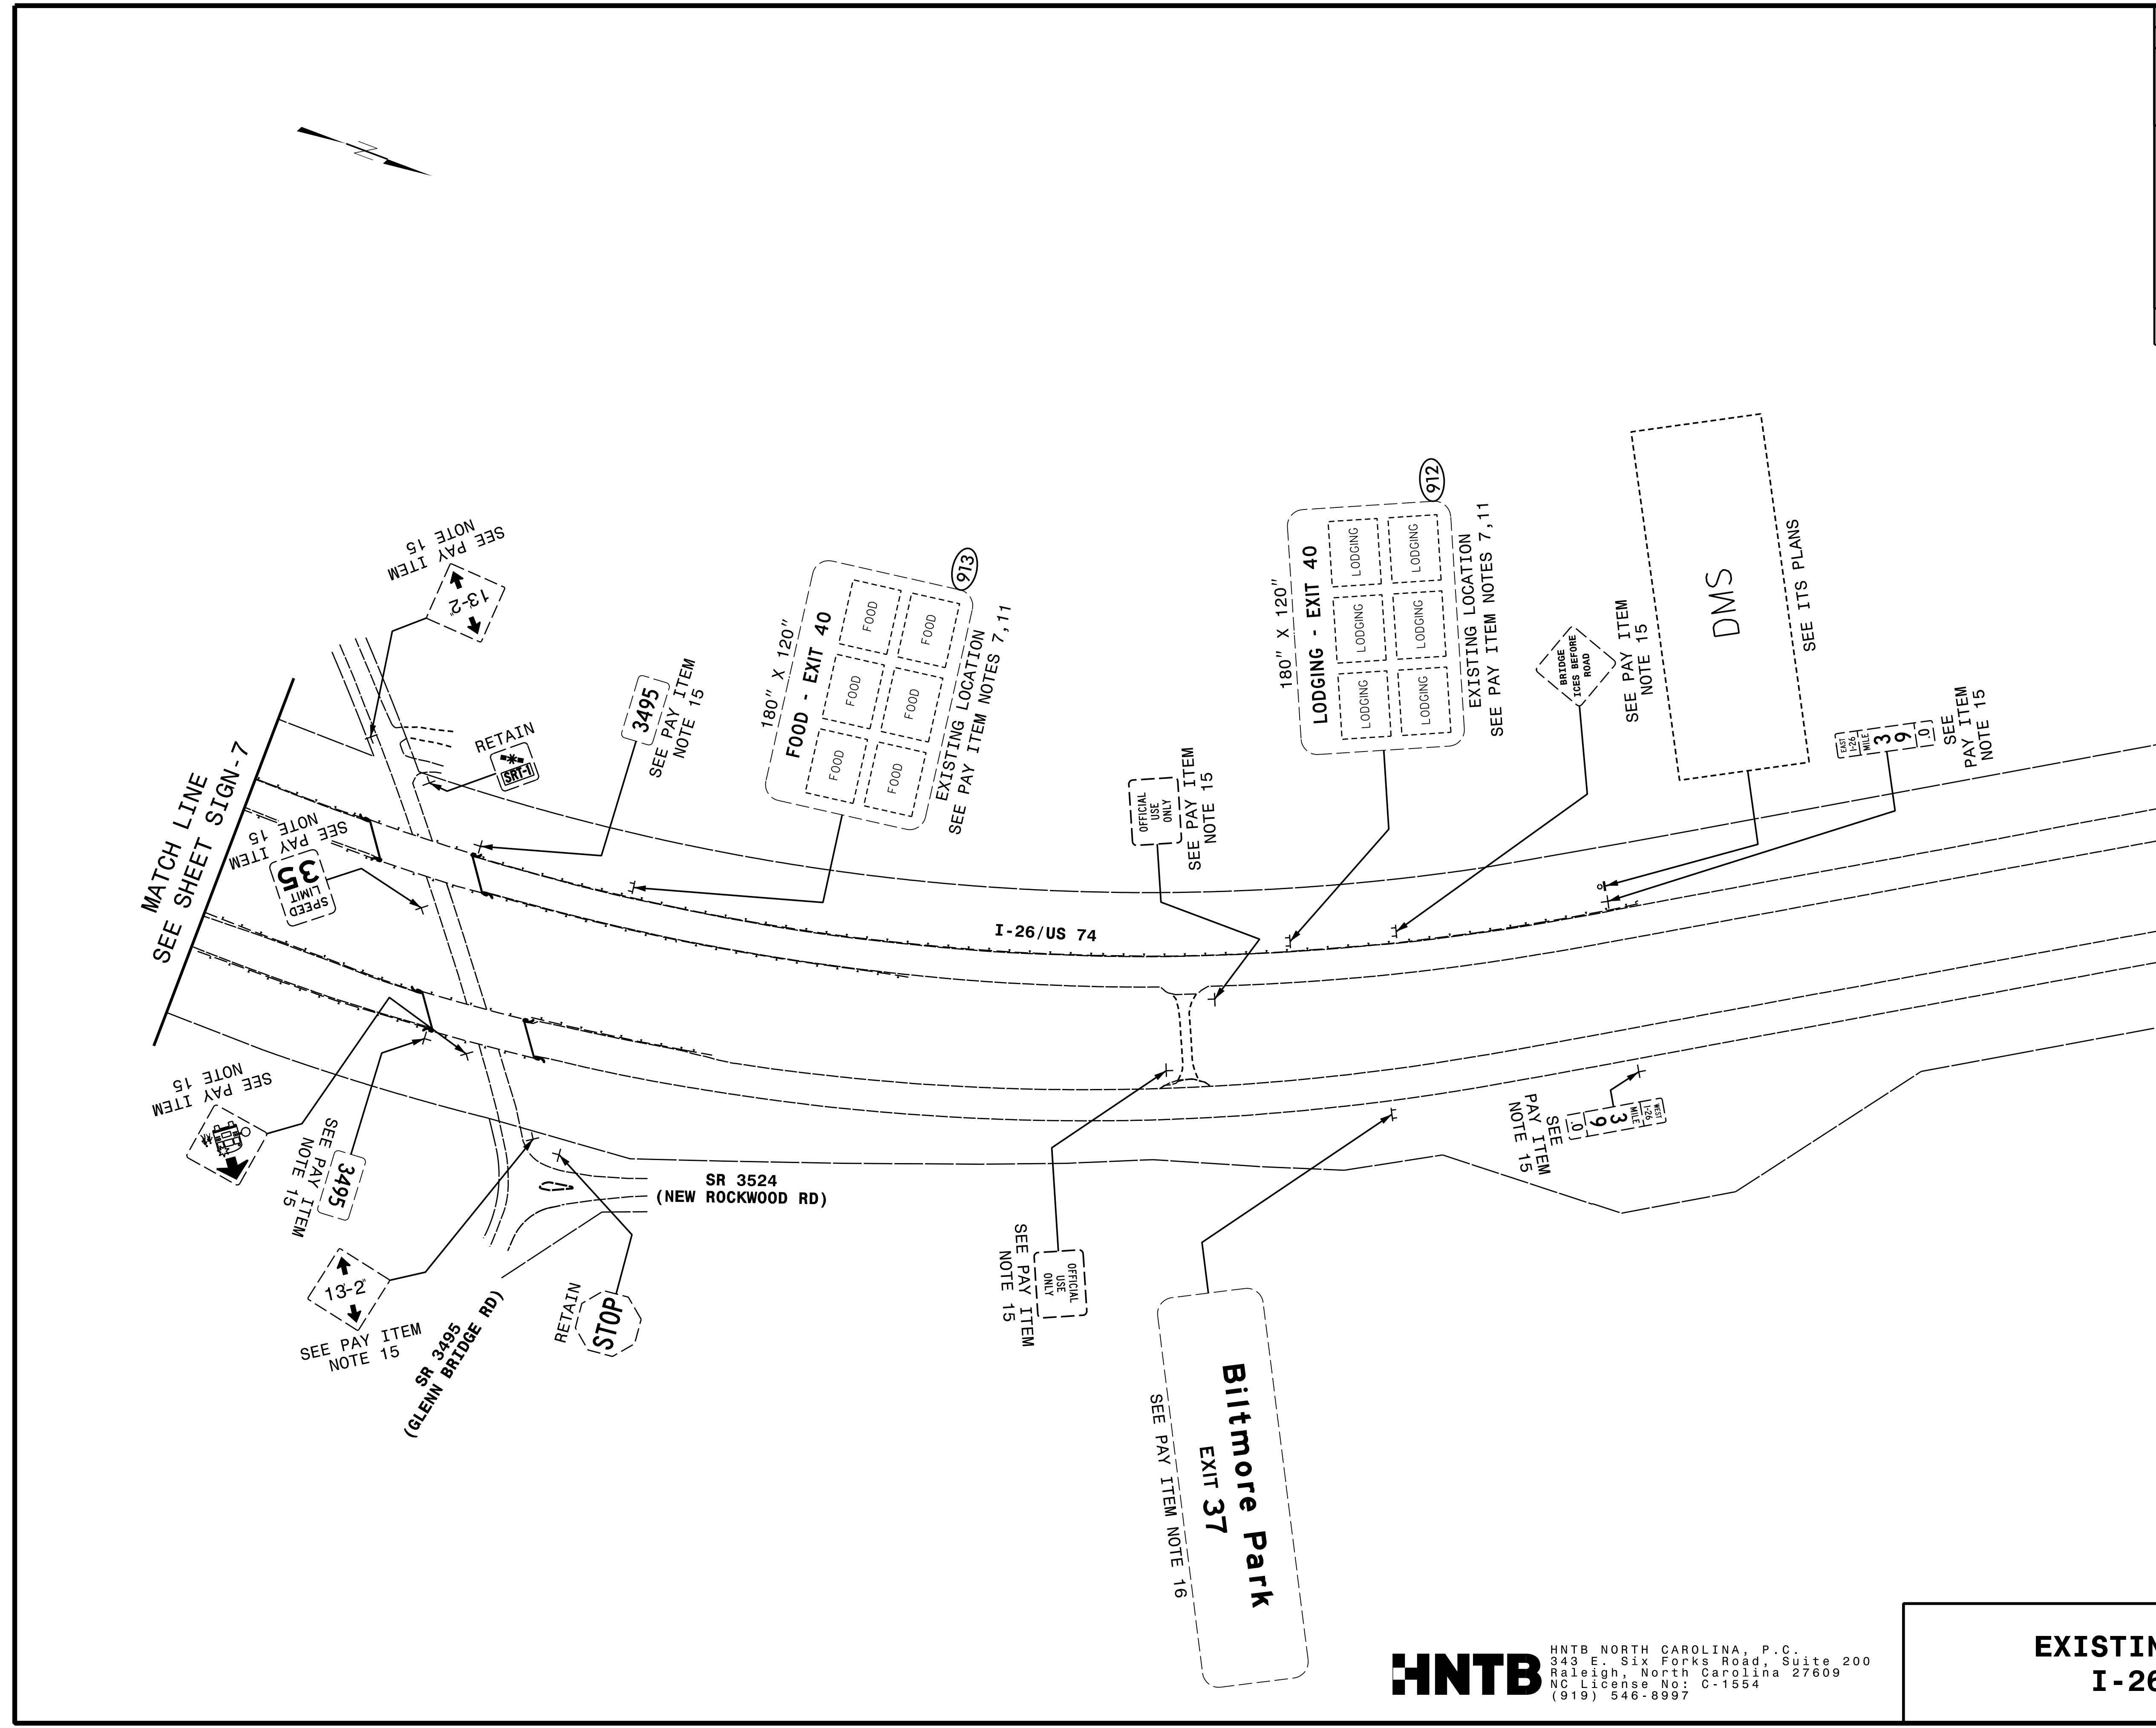 N
SEE PAY ITEM
NOTE 15
13'-2"
RETAIN
SRT-1
3495
SEE PAY ITEM
NOTE 15
180" X 120"
FOOD - EXIT 40
FOOD FOOD FOOD
FOOD FOOD FOOD
913
EXISTING LOCATION
SEE PAY ITEM NOTES 7,11
OFFICIAL
USE
ONLY
SEE PAY ITEM
NOTE 15
180" X 120"
LODGING - EXIT 40
LODGING LODGING LODGING
LODGING LODGING LODGING
912
EXISTING LOCATION
SEE PAY ITEM NOTES 7,11
BRIDGE
ICES BEFORE
ROAD
SEE PAY ITEM
NOTE 15
DMS
SEE ITS PLANS
EAST
I-26
MILE
3
9
.0
SEE
PAY ITEM
NOTE 15
MATCH LINE
SEE SHEET SIGN-7
SEE PAY ITEM
NOTE 15
SPEED
LIMIT
35
I-26/US 74
SEE PAY ITEM
NOTE 15
3495
SEE PAY ITEM
NOTE 15
13'-2"
SEE PAY ITEM
NOTE 15
SR 3495
(GLENN BRIDGE RD)
RETAIN
STOP
SR 3524
(NEW ROCKWOOD RD)
OFFICIAL
USE
ONLY
SEE PAY ITEM
NOTE 15
Biltmore Park
EXIT 37
SEE PAY ITEM NOTE 16
WEST
I-26
MILE
3
9
.0
SEE
PAY ITEM
NOTE 15
HNTB
HNTB NORTH CAROLINA, P.C.
343 E. Six Forks Road, Suite 200
Raleigh, North Carolina 27609
NC License No: C-1554
(919) 546-8997
EXISTIN
I-26